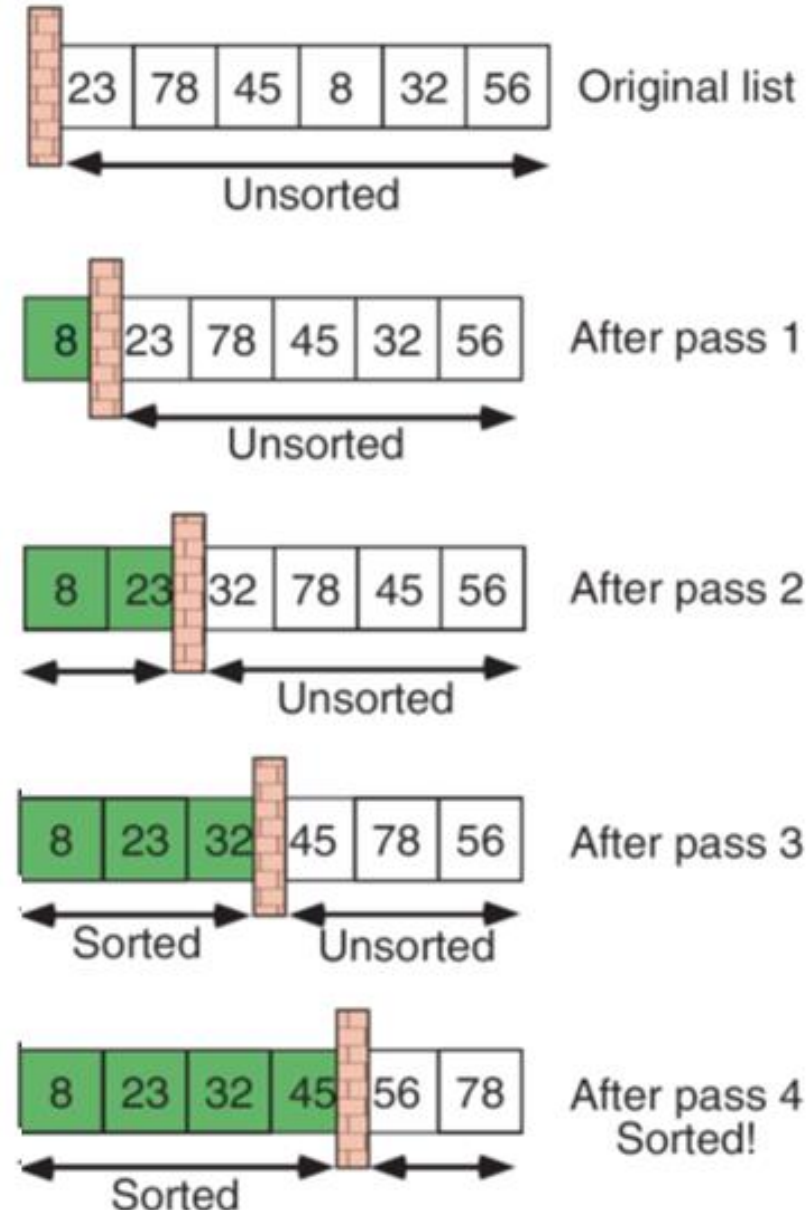 23 78 45 8 32 56 Original list
Unsorted
8 23 78 45 32 56 After pass 1
Unsorted
8 23 32 78 45 56 After pass 2
Unsorted
8 23 32 45 78 56 After pass 3
Sorted Unsorted
8 23 32 45 56 78 After pass 4
Sorted!
Sorted